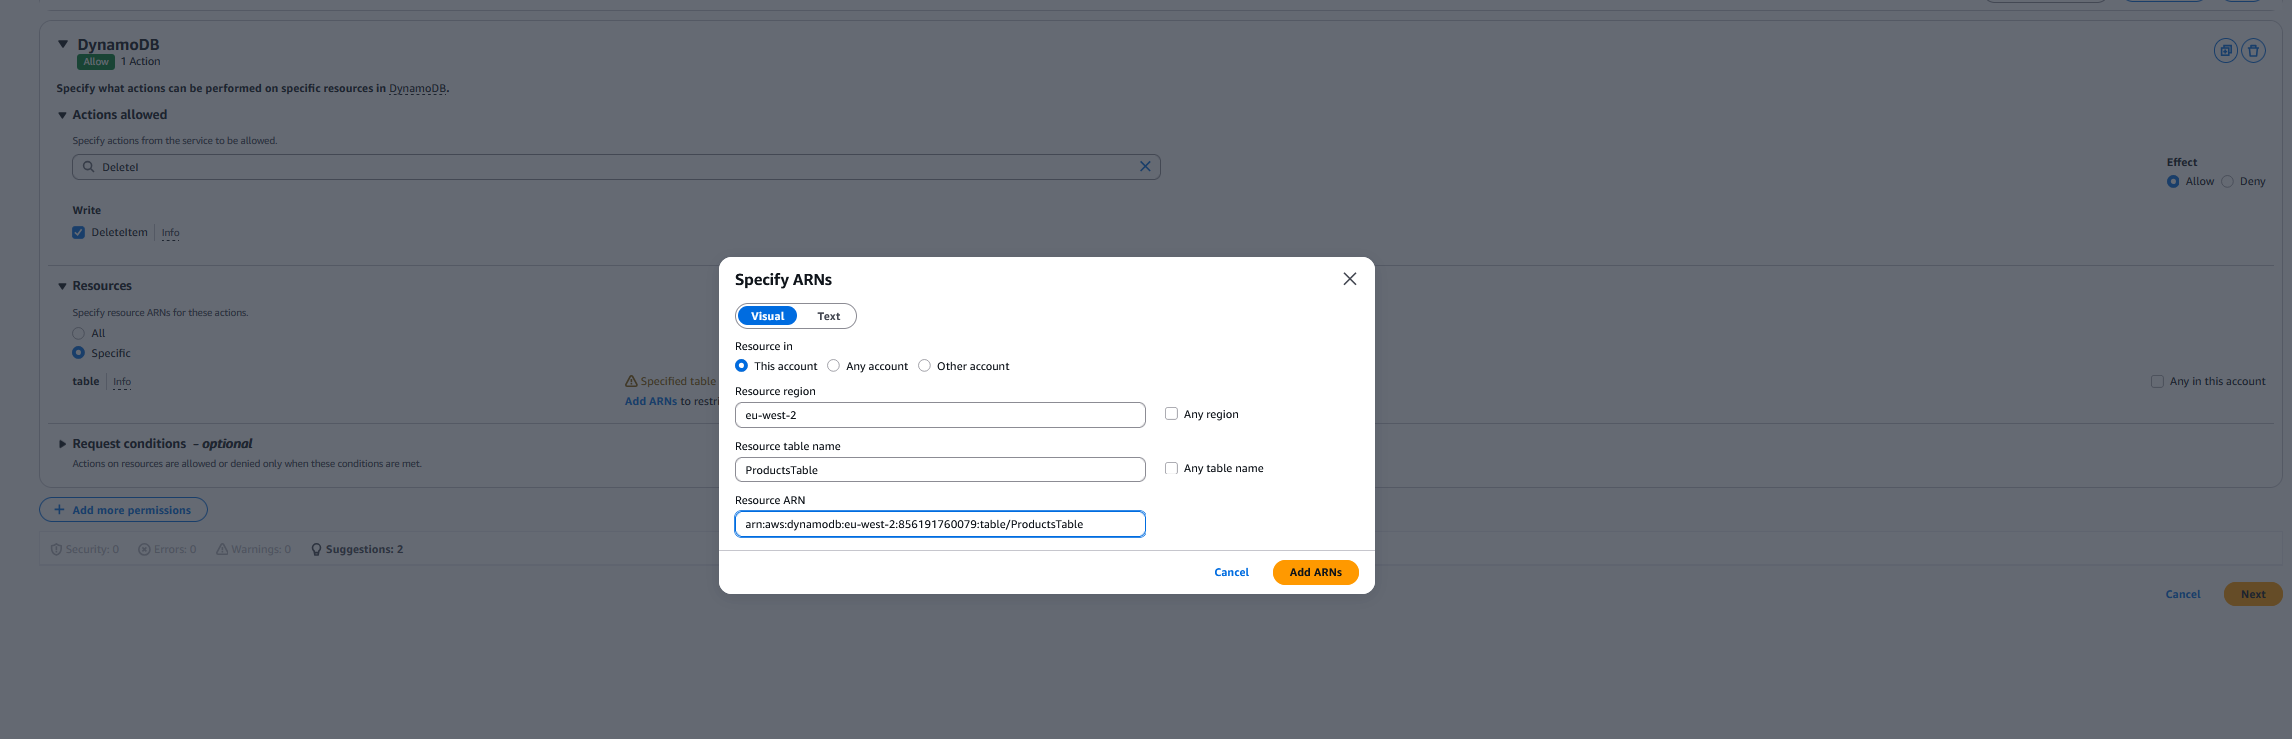 DynamoDB
Allow 1 Action
Specify what actions can be performed on specific resources in DynamoDB.
Actions allowed
Specify actions from the service to be allowed.
DeleteI
Effect
Allow Deny
Write
DeleteItem Info
Resources
Specify resource ARNs for these actions.
All
Specific
table Info
Specified table
Add ARNs to restri
Any in this account
Request conditions - optional
Actions on resources are allowed or denied only when these conditions are met.
Add more permissions
Security: 0 Errors: 0 Warnings: 0 Suggestions: 2
Cancel Next
Specify ARNs
Visual Text
Resource in
This account Any account Other account
Resource region
eu-west-2 Any region
Resource table name
ProductsTable Any table name
Resource ARN
arn:aws:dynamodb:eu-west-2:856191760079:table/ProductsTable
Cancel Add ARNs